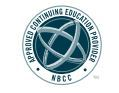 APPROVED CONTINUING EDUCATION PROVIDER
NBCC